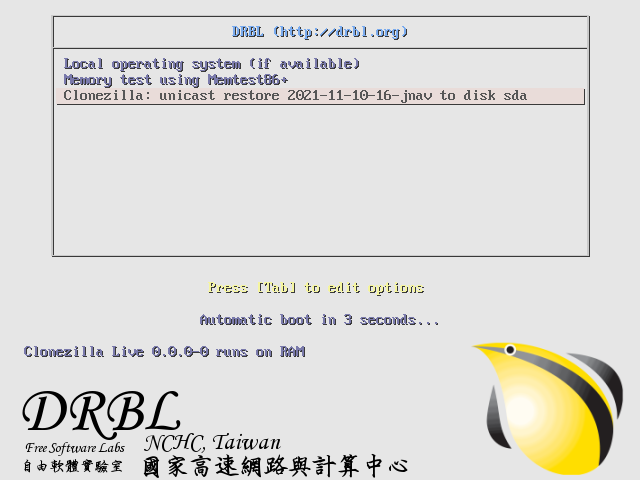 DRBL (http://drbl.org)
Local operating system (if available)
Memory test using Memtest86+
Clonezilla: unicast restore 2021-11-10-16-jnav to disk sda
Press [Tab] to edit options
Automatic boot in 3 seconds...
Clonezilla Live 0.0.0-0 runs on RAM
DRBL
Free Software Labs NCHC, Taiwan
自由軟體實驗室 國家高速網路與計算中心